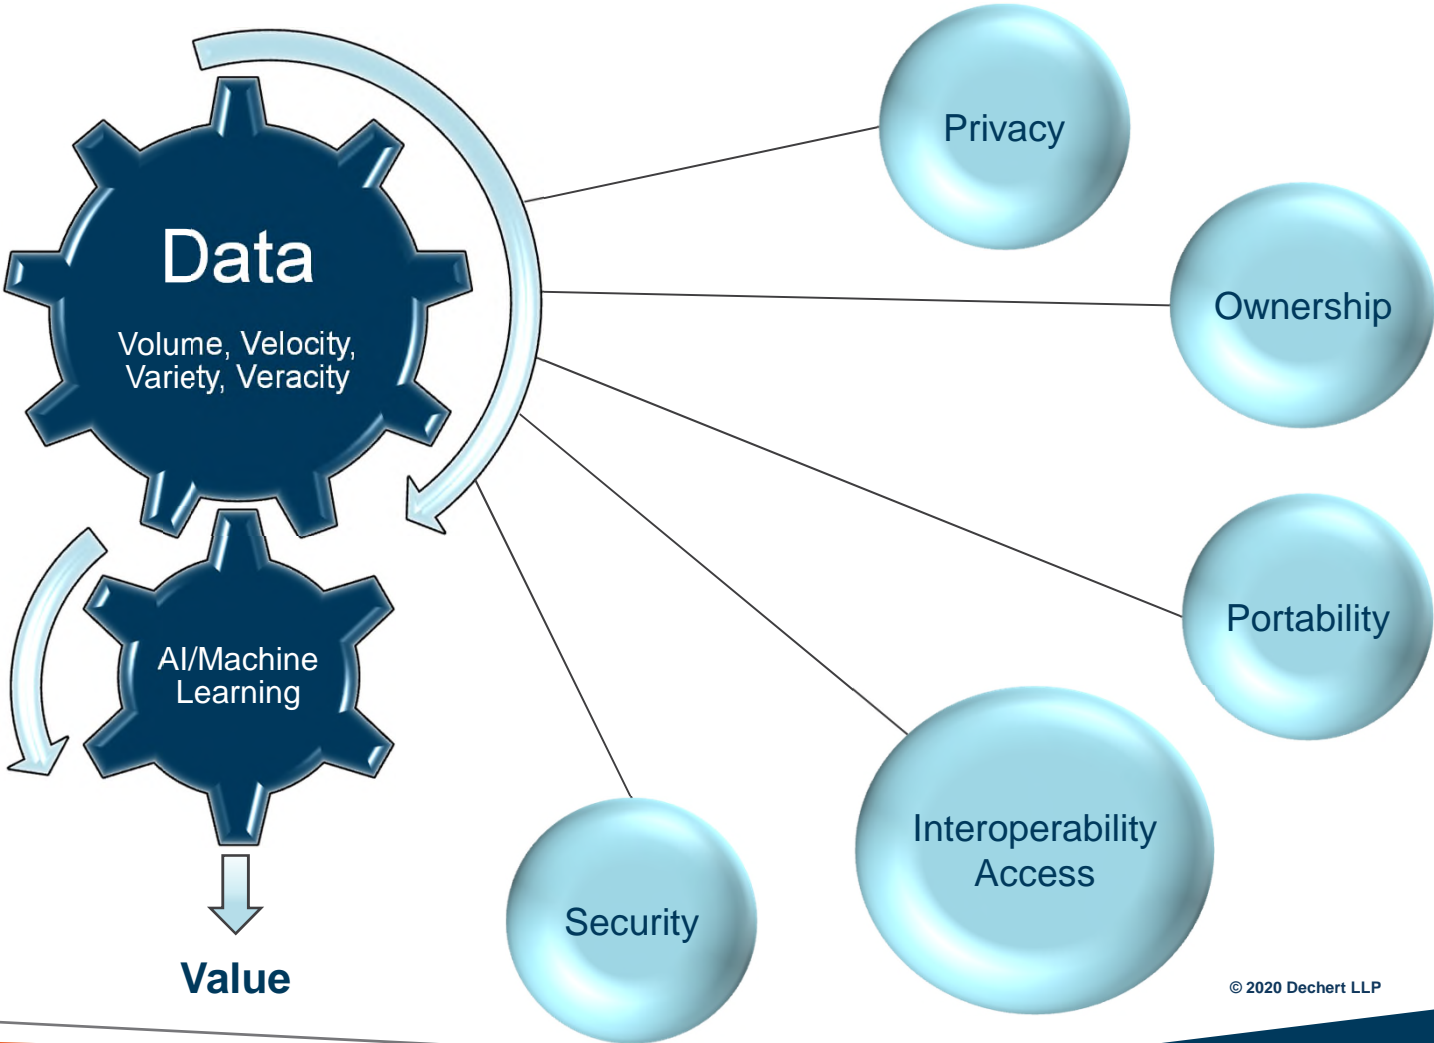 Data
Volume, Velocity,
Variety, Veracity
AI/Machine
Learning
Value
Privacy
Ownership
Portability
Interoperability
Access
Security
© 2020 Dechert LLP